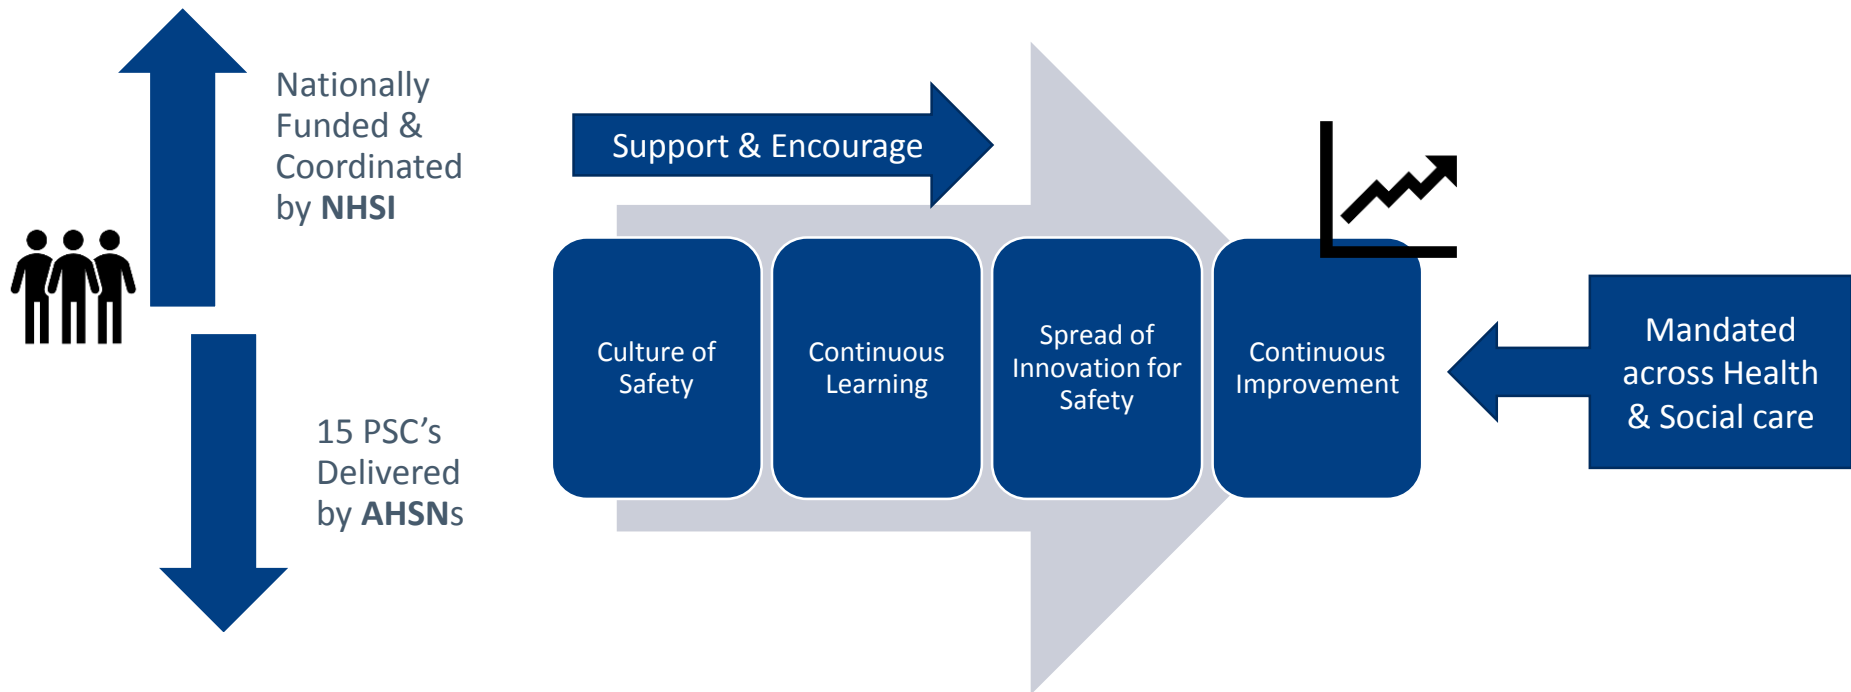 Nationally
Funded &
Coordinated
by NHSI
15 PSC’s
Delivered
by AHSNs
Support & Encourage
Culture of
Safety
Continuous
Learning
Spread of
Innovation for
Safety
Continuous
Improvement
Mandated
across Health
& Social care